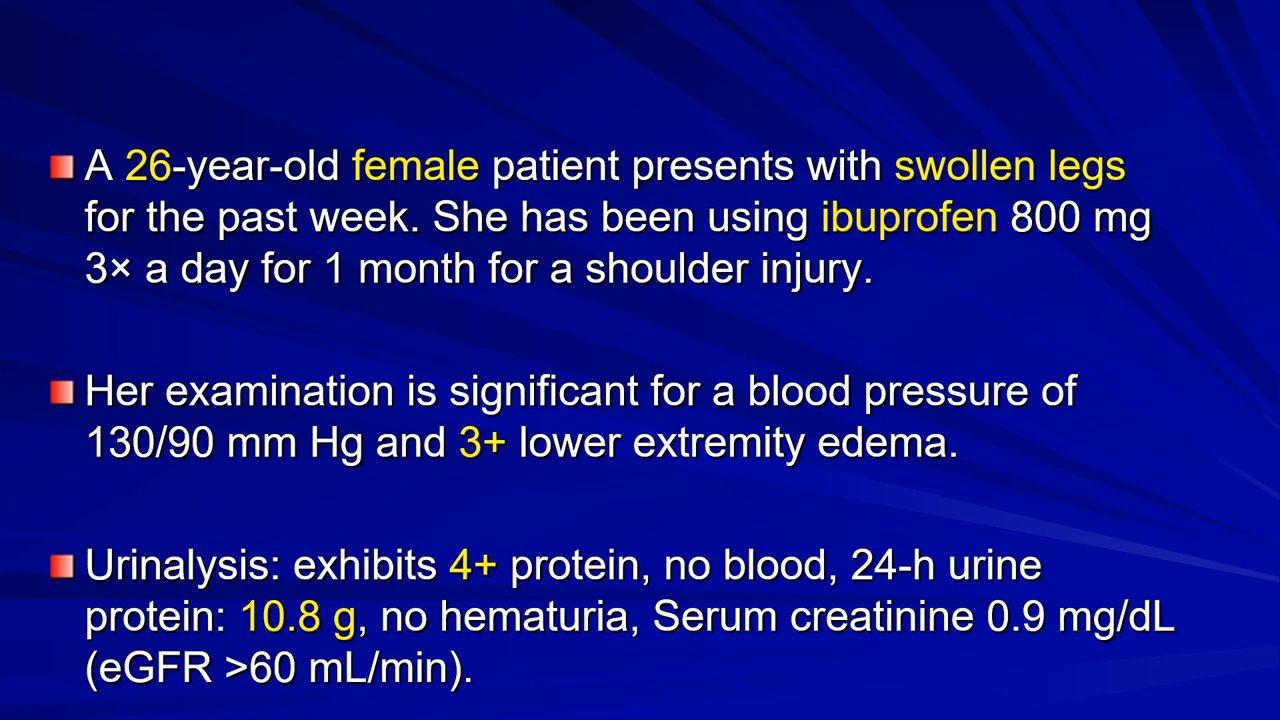 A 26-year-old female patient presents with swollen legs
for the past week. She has been using ibuprofen 800 mg
3× a day for 1 month for a shoulder injury.
Her examination is significant for a blood pressure of
130/90 mm Hg and 3+ lower extremity edema.
Urinalysis: exhibits 4+ protein, no blood, 24-h urine
protein: 10.8 g, no hematuria, Serum creatinine 0.9 mg/dL
(eGFR >60 mL/min).